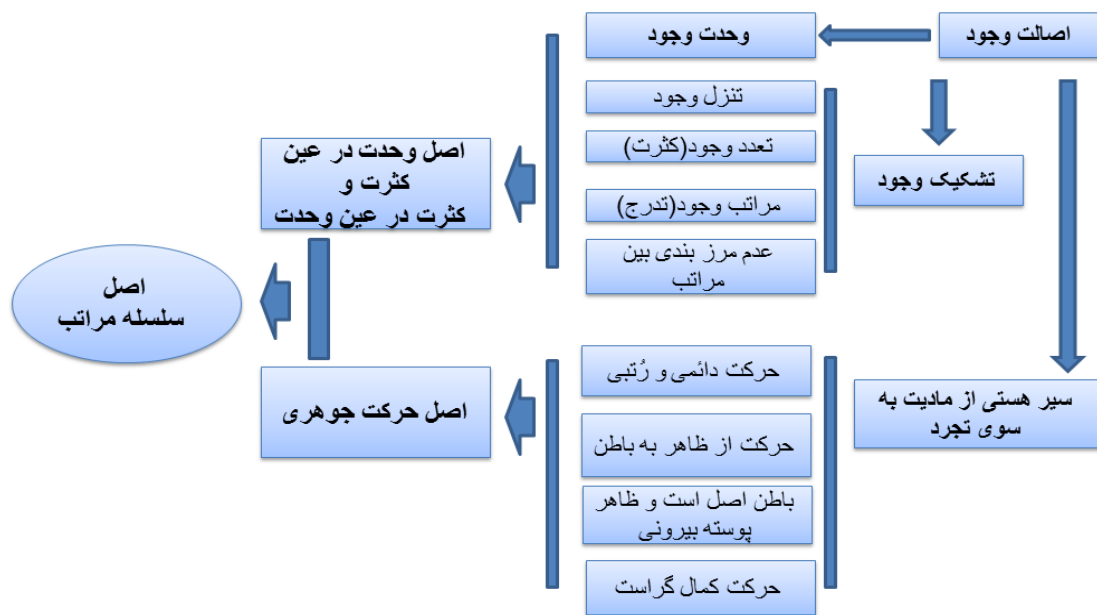 اصالت وجود
وحدت وجود
تشکیک وجود
تنزل وجود
تعدد وجود(کثرت)
مراتب وجود(تدرج)
عدم مرز بندی بین
مراتب
اصل وحدت در عین
کثرت و
کثرت در عین وحدت
سیر هستی از مادیت به
سوی تجرد
حرکت دائمی و رُتبی
حرکت از ظاهر به باطن
باطن اصل است و ظاهر
پوسته بیرونی
حرکت کمال گراست
اصل حرکت جوهری
اصل
سلسله مراتب